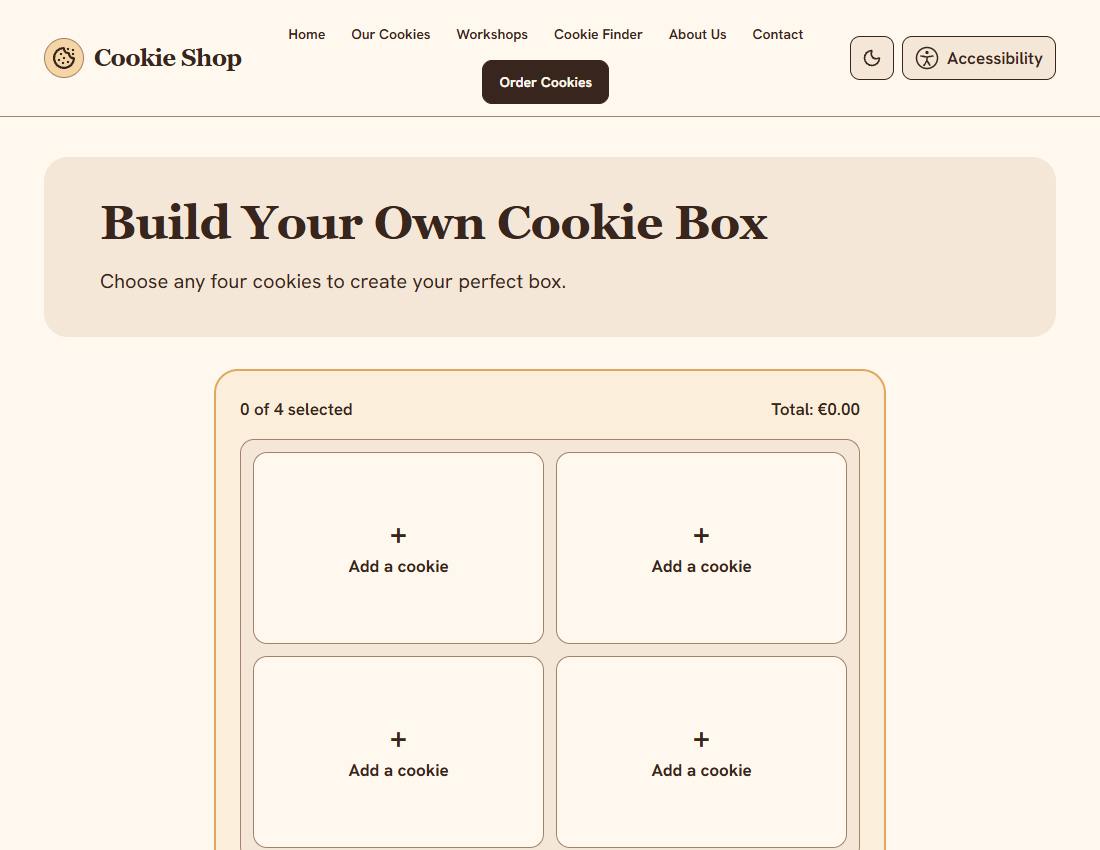 Cookie Shop
Home
Our Cookies
Workshops
Cookie Finder
About Us
Contact
Order Cookies
Accessibility
Build Your Own Cookie Box
Choose any four cookies to create your perfect box.
0 of 4 selected
Total: €0.00
+
Add a cookie
+
Add a cookie
+
Add a cookie
+
Add a cookie